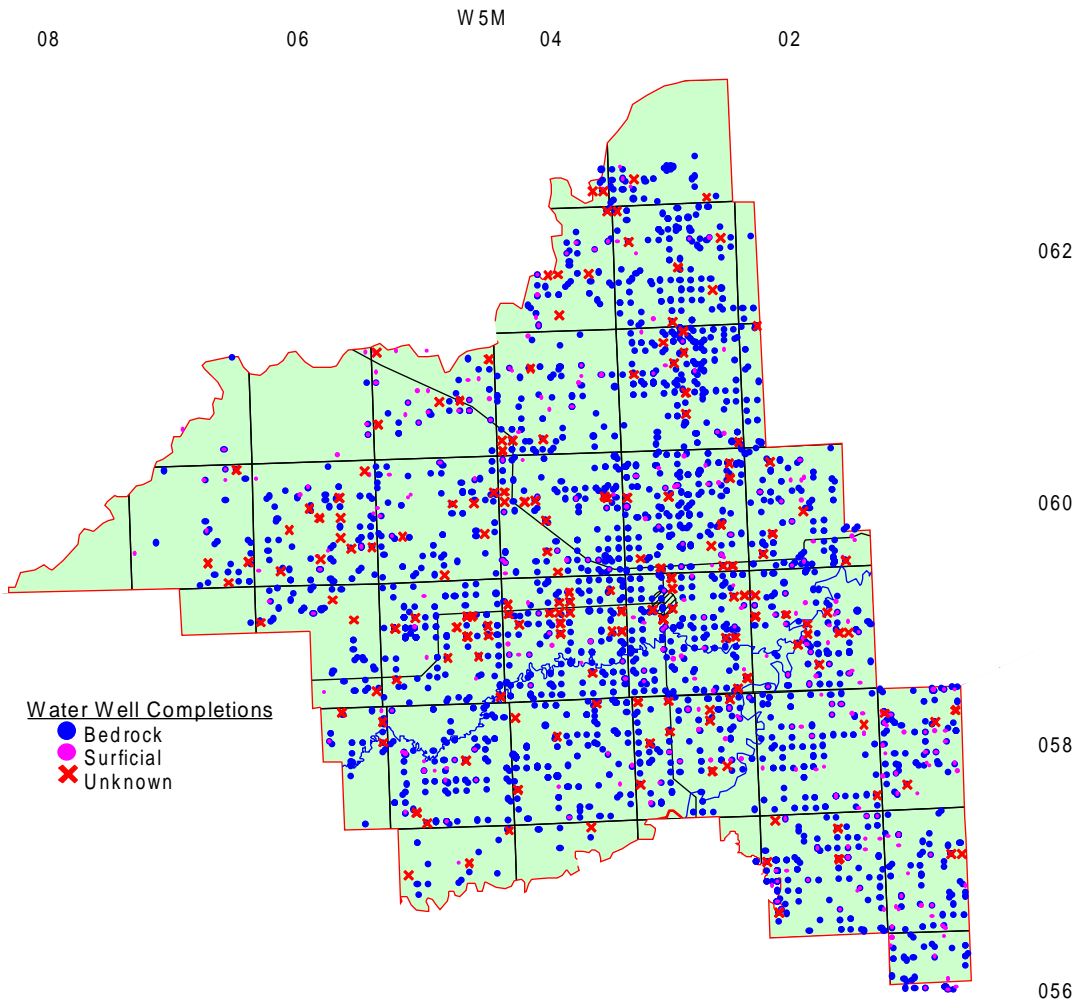 W5M
08 06 04 02
062
060
Water Well Completions
Bedrock
Surficial
Unknown
058
056